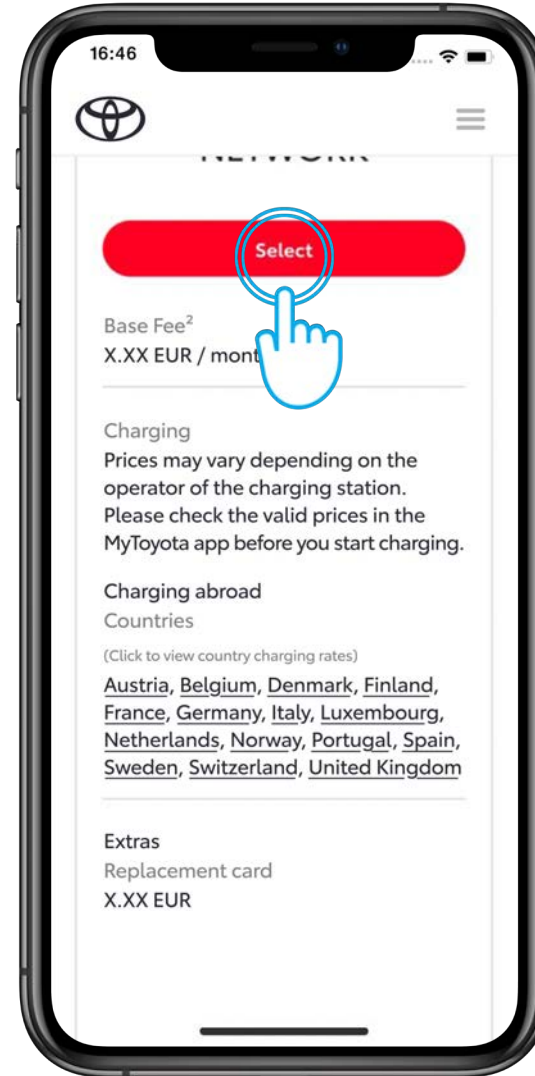 16:46
NETWORK
Select
Base Fee²
X.XX EUR / mont
Charging
Prices may vary depending on the
operator of the charging station.
Please check the valid prices in the
MyToyota app before you start charging.
Charging abroad
Countries
(Click to view country charging rates)
Austria, Belgium, Denmark, Finland,
France, Germany, Italy, Luxembourg,
Netherlands, Norway, Portugal, Spain,
Sweden, Switzerland, United Kingdom
Extras
Replacement card
X.XX EUR